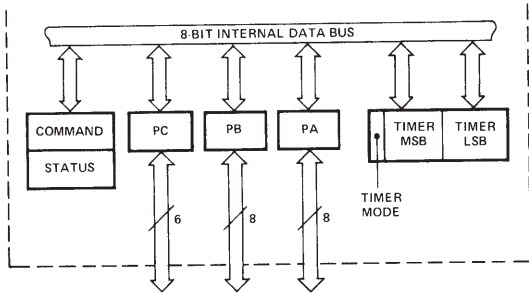 8-BIT INTERNAL DATA BUS
COMMAND
STATUS
PC
PB
PA
TIMER
MSB
TIMER
LSB
6
8
8
TIMER
MODE